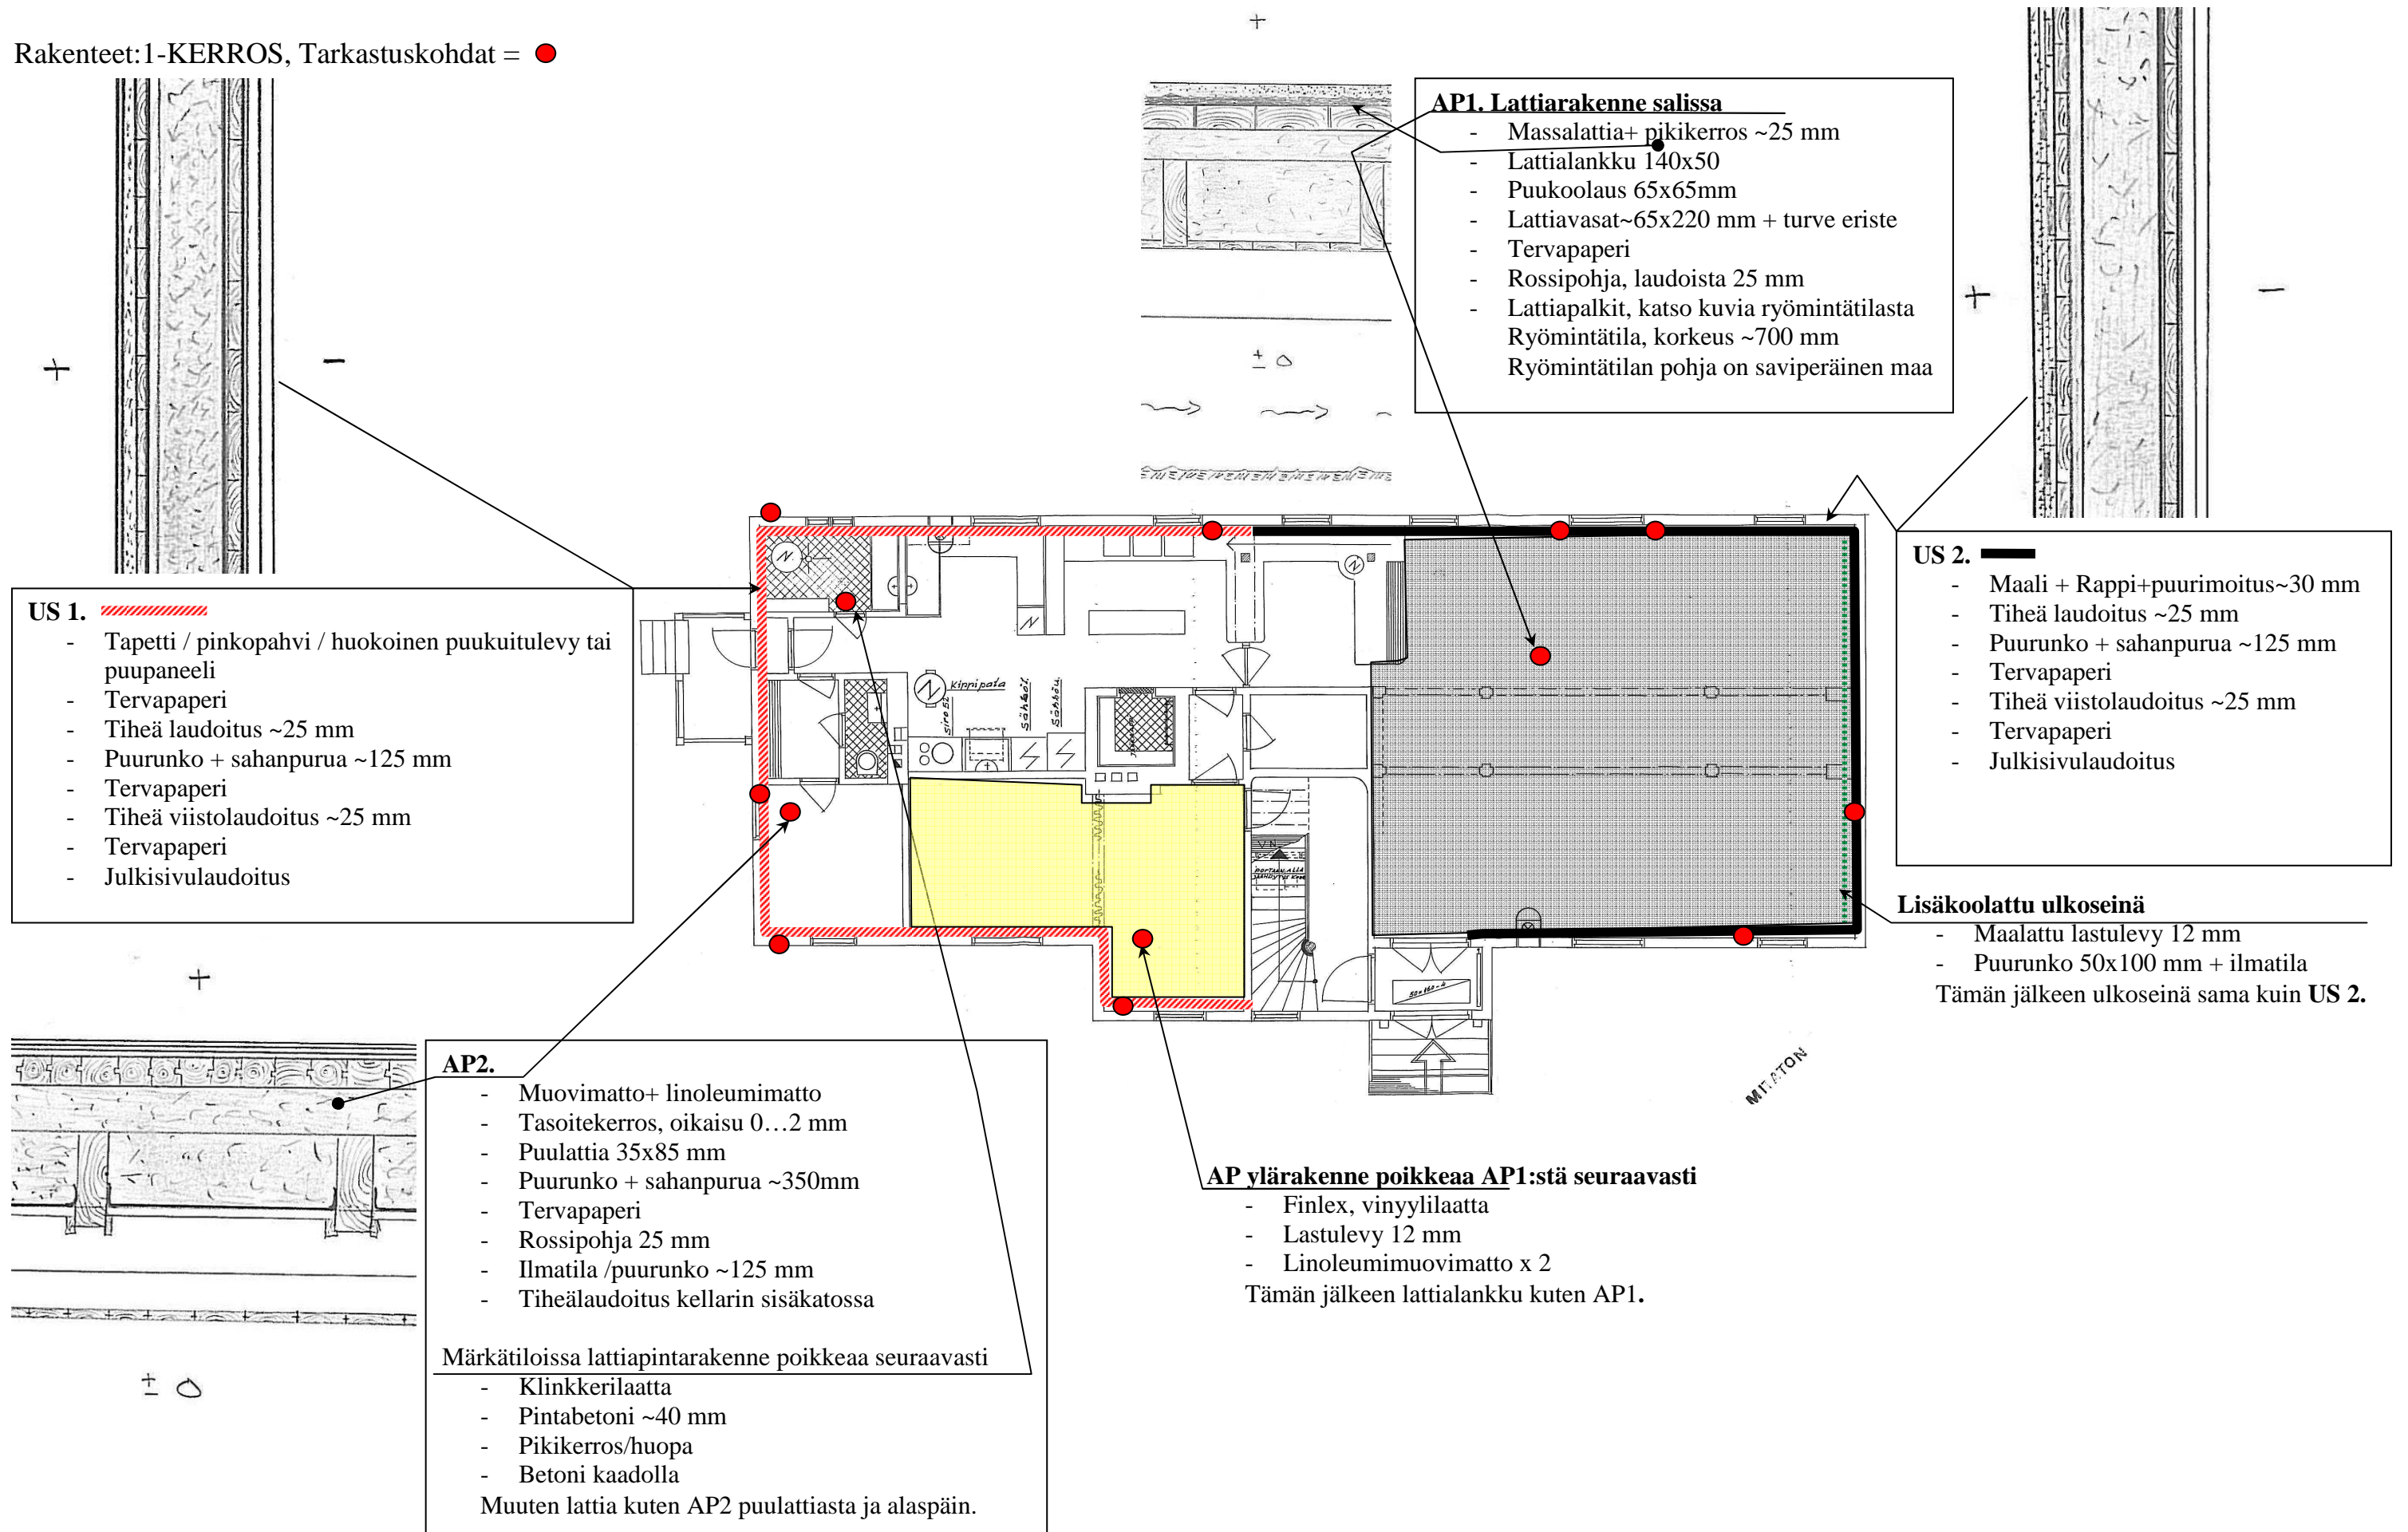 Rakenteet:1-KERROS, Tarkastuskohdat =
AP1. Lattiarakenne salissa
- Massalattia+ pikikerros ~25 mm
- Lattialankku 140x50
- Puukoolaus 65x65mm
- Lattiavasat~65x220 mm + turve eriste
- Tervapaperi
- Rossipohja, laudoista 25 mm
- Lattiapalkit, katso kuvia ryömintätilasta
Ryömintätila, korkeus ~700 mm
Ryömintätilan pohja on saviperäinen maa
+
± 0
+
-
+
-
US 1.
- Tapetti / pinkopahvi / huokoinen puukuitulevy tai
puupaneeli
- Tervapaperi
- Tiheä laudoitus ~25 mm
- Puurunko + sahanpurua ~125 mm
- Tervapaperi
- Tiheä viistolaudoitus ~25 mm
- Tervapaperi
- Julkisivulaudoitus
US 2.
- Maali + Rappi+puurimoitus~30 mm
- Tiheä laudoitus ~25 mm
- Puurunko + sahanpurua ~125 mm
- Tervapaperi
- Tiheä viistolaudoitus ~25 mm
- Tervapaperi
- Julkisivulaudoitus
Lisäkoolattu ulkoseinä
- Maalattu lastulevy 12 mm
- Puurunko 50x100 mm + ilmatila
Tämän jälkeen ulkoseinä sama kuin US 2.
N
N
N
N
Kippipata
Siro 52
Sähköl.
Sähköu.
VN
MITATON
+
± 0
AP2.
- Muovimatto+ linoleumimatto
- Tasoitekerros, oikaisu 0…2 mm
- Puulattia 35x85 mm
- Puurunko + sahanpurua ~350mm
- Tervapaperi
- Rossipohja 25 mm
- Ilmatila /puurunko ~125 mm
- Tiheälaudoitus kellarin sisäkatossa
Märkätiloissa lattiapintarakenne poikkeaa seuraavasti
- Klinkkerilaatta
- Pintabetoni ~40 mm
- Pikikerros/huopa
- Betoni kaadolla
Muuten lattia kuten AP2 puulattiasta ja alaspäin.
AP ylärakenne poikkeaa AP1:stä seuraavasti
- Finlex, vinyylilaatta
- Lastulevy 12 mm
- Linoleumimuovimatto x 2
Tämän jälkeen lattialankku kuten AP1.